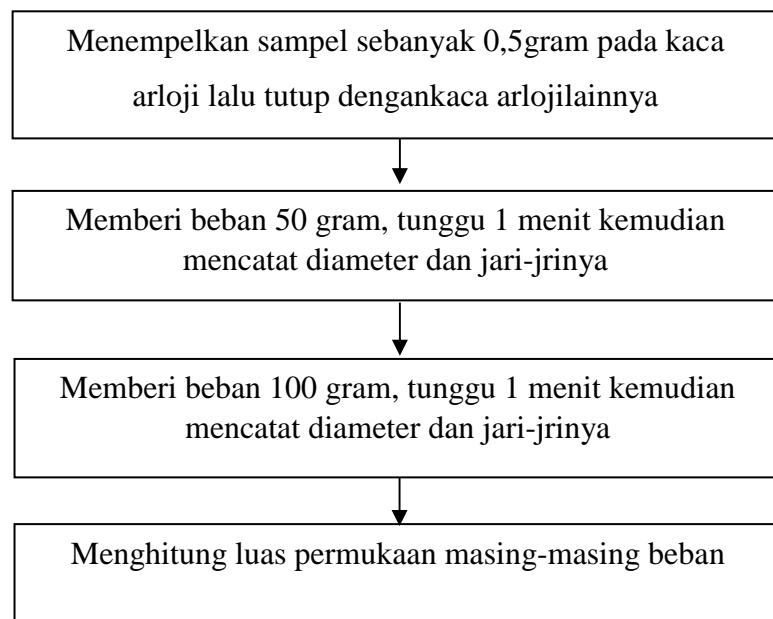 Menempelkan sampel sebanyak 0,5gram pada kaca
arloji lalu tutup dengankaca arlojilainnya
Memberi beban 50 gram, tunggu 1 menit kemudian
mencatat diameter dan jari-jrinya
Memberi beban 100 gram, tunggu 1 menit kemudian
mencatat diameter dan jari-jrinya
Menghitung luas permukaan masing-masing beban